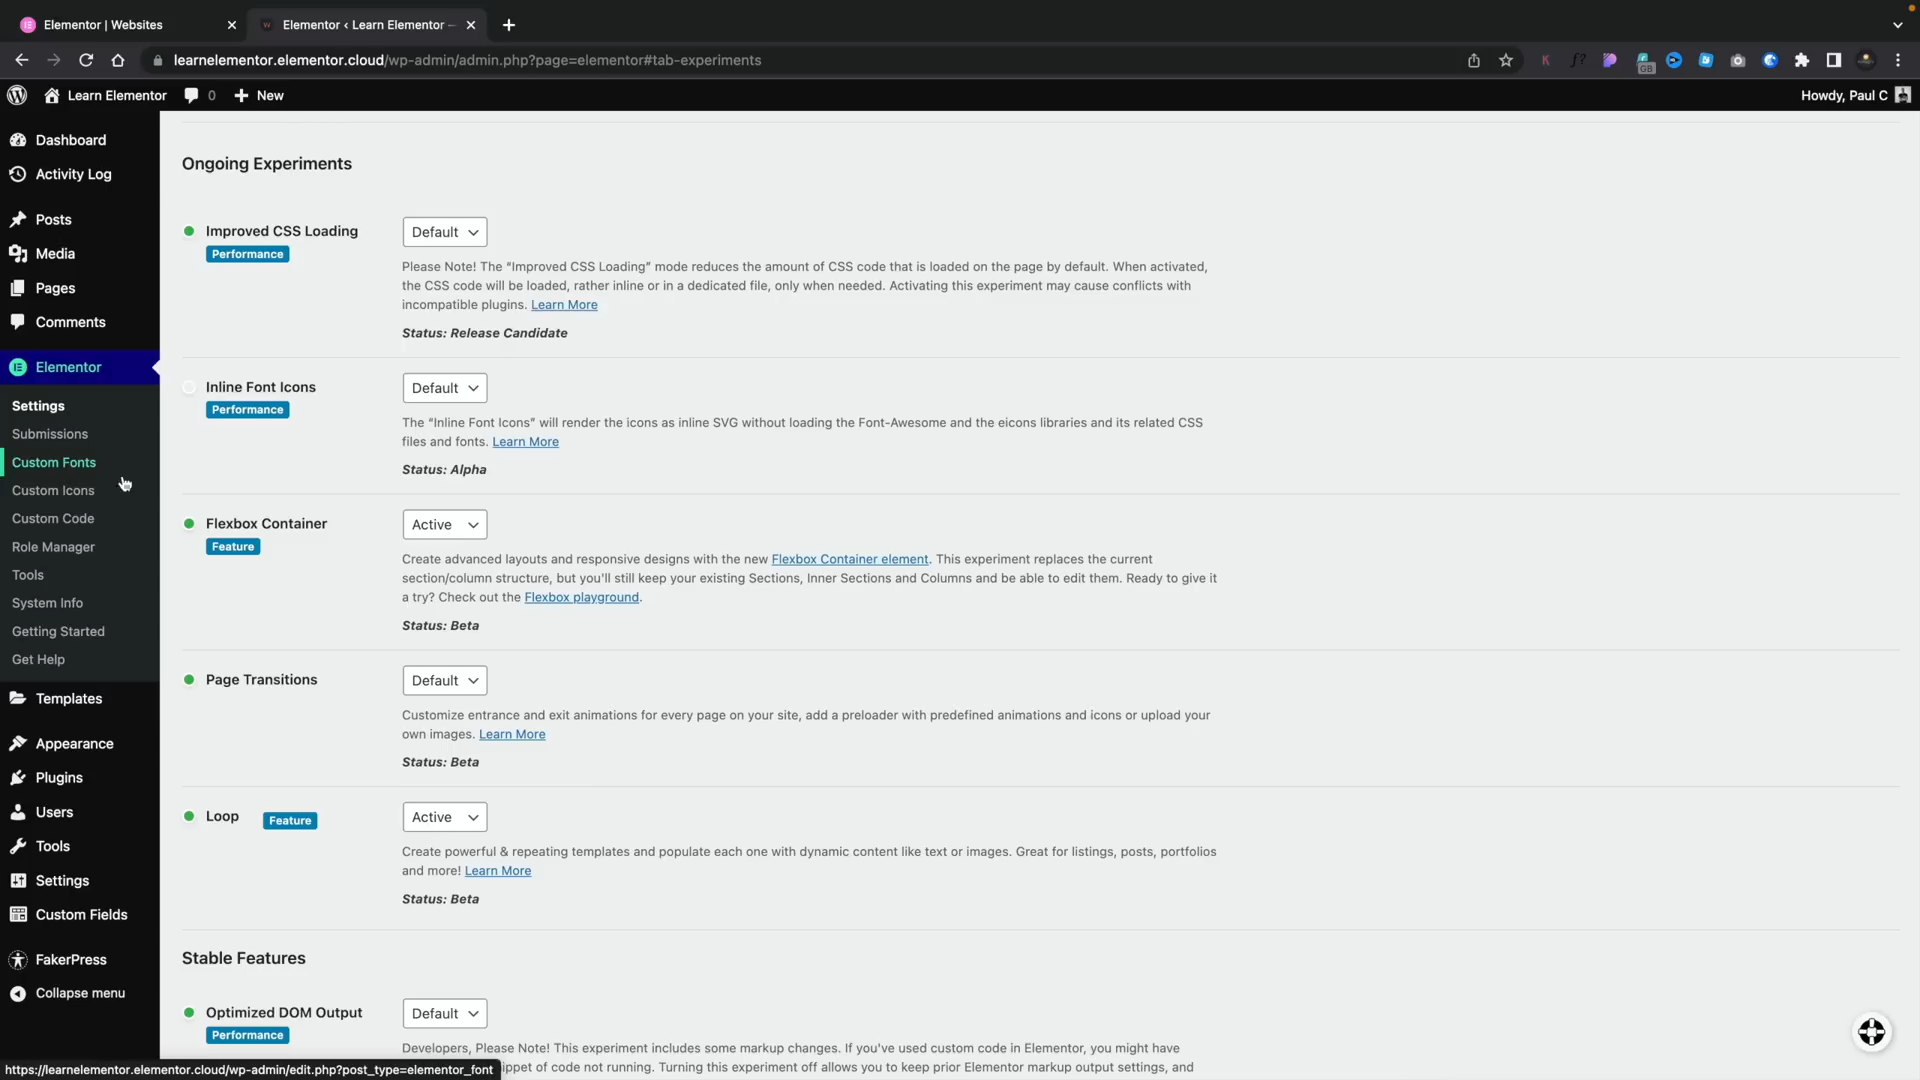 Elementor | Websites
Elementor ‹ Learn Elementor —
learnelementor.elementor.cloud/wp-admin/admin.php?page=elementor#tab-experiments
GB
Learn Elementor
0
New
Howdy, Paul C
Dashboard
Activity Log
Posts
Media
Pages
Comments
Elementor
Settings
Submissions
Custom Fonts
Custom Icons
Custom Code
Role Manager
Tools
System Info
Getting Started
Get Help
Templates
Appearance
Plugins
Users
Tools
Settings
Custom Fields
FakerPress
Collapse menu
Ongoing Experiments
Improved CSS Loading
Performance
Default
Please Note! The “Improved CSS Loading” mode reduces the amount of CSS code that is loaded on the page by default. When activated,
the CSS code will be loaded, rather inline or in a dedicated file, only when needed. Activating this experiment may cause conflicts with
incompatible plugins. Learn More
Status: Release Candidate
Inline Font Icons
Performance
Default
The “Inline Font Icons” will render the icons as inline SVG without loading the Font-Awesome and the eicons libraries and its related CSS
files and fonts. Learn More
Status: Alpha
Flexbox Container
Feature
Active
Create advanced layouts and responsive designs with the new Flexbox Container element. This experiment replaces the current
section/column structure, but you'll still keep your existing Sections, Inner Sections and Columns and be able to edit them. Ready to give it
a try? Check out the Flexbox playground.
Status: Beta
Page Transitions
Default
Customize entrance and exit animations for every page on your site, add a preloader with predefined animations and icons or upload your
own images. Learn More
Status: Beta
Loop
Feature
Active
Create powerful & repeating templates and populate each one with dynamic content like text or images. Great for listings, posts, portfolios
and more! Learn More
Status: Beta
Stable Features
Optimized DOM Output
Performance
Default
Developers, Please Note! This experiment includes some markup changes. If you've used custom code in Elementor, you might have
ippet of code not running. Turning this experiment off allows you to keep prior Elementor markup output settings, and
https://learnelementor.elementor.cloud/wp-admin/edit.php?post_type=elementor_font